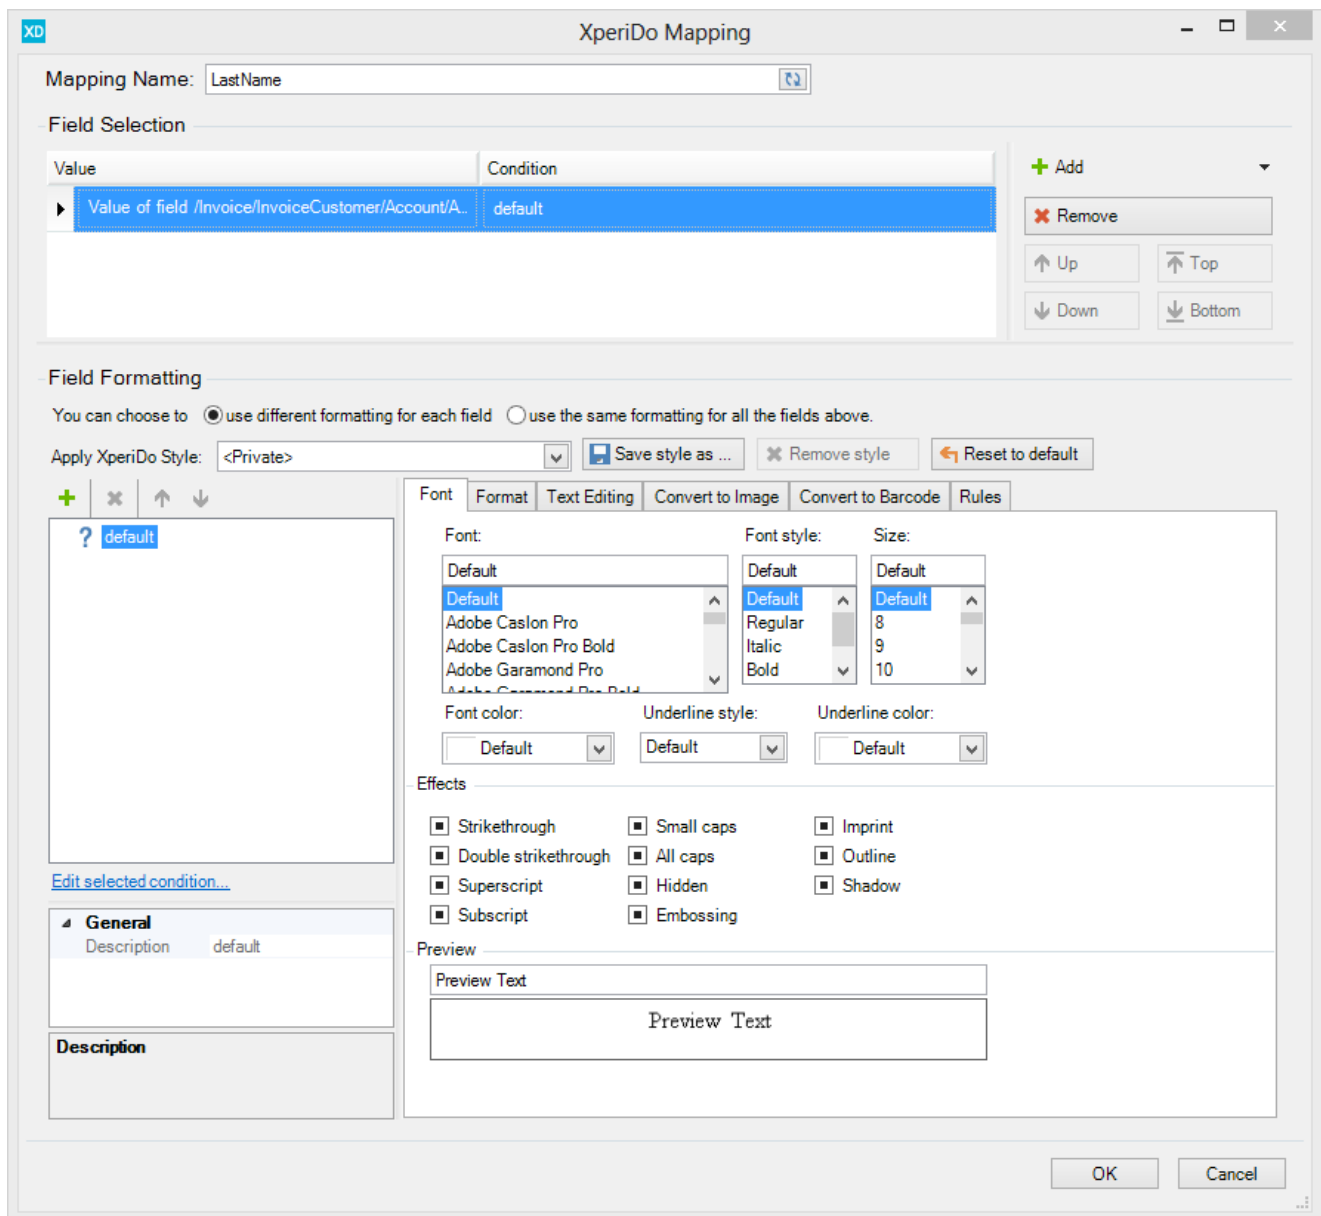 XD XperiDo Mapping
Mapping Name: LastName
Field Selection
Value Condition
Value of field /Invoice/InvoiceCustomer/Account/A.. default
Add
Remove
Up Top
Down Bottom
Field Formatting
You can choose to use different formatting for each field use the same formatting for all the fields above.
Apply XperiDo Style: <Private> Save style as ... Remove style Reset to default
Font Format Text Editing Convert to Image Convert to Barcode Rules
? default
Font: Font style: Size:
Default Default Default
Default Default Default
Adobe Caslon Pro Regular 8
Adobe Caslon Pro Bold Italic 9
Adobe Garamond Pro Bold 10
Adobe Garamond Pro Bold
Font color: Underline style: Underline color:
Default Default Default
Effects
Strikethrough Small caps Imprint
Double strikethrough All caps Outline
Superscript Hidden Shadow
Subscript Embossing
Edit selected condition...
General
Description default
Description
Preview
Preview Text
Preview Text
OK Cancel